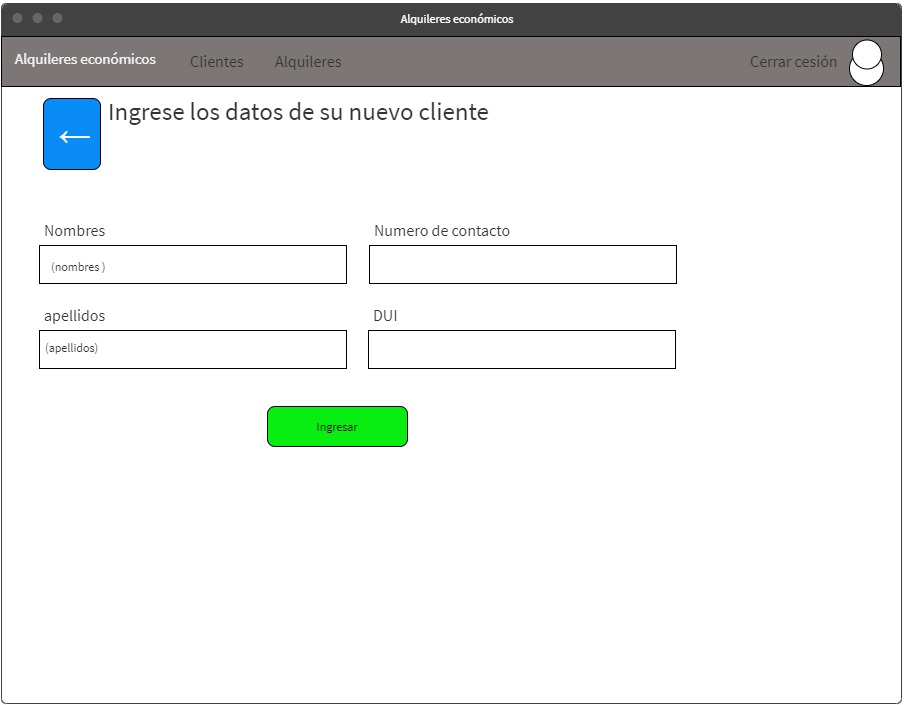 Alquileres económicos
Alquileres económicos Clientes Alquileres Cerrar cesión
Ingrese los datos de su nuevo cliente
Nombres Numero de contacto
(nombres )
apellidos DUI
(apellidos)
Ingresar